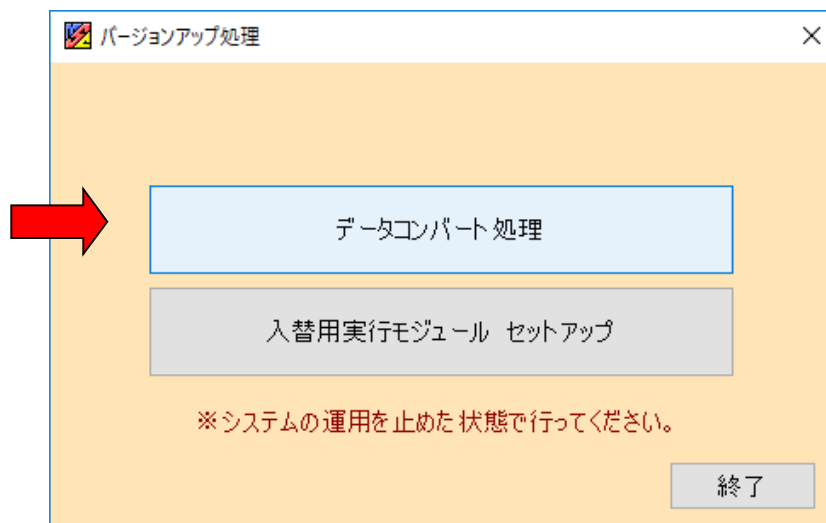 バージョンアップ処理
データコンバート処理
入替用実行モジュール セットアップ
※システムの運用を止めた状態で行ってください。
終了